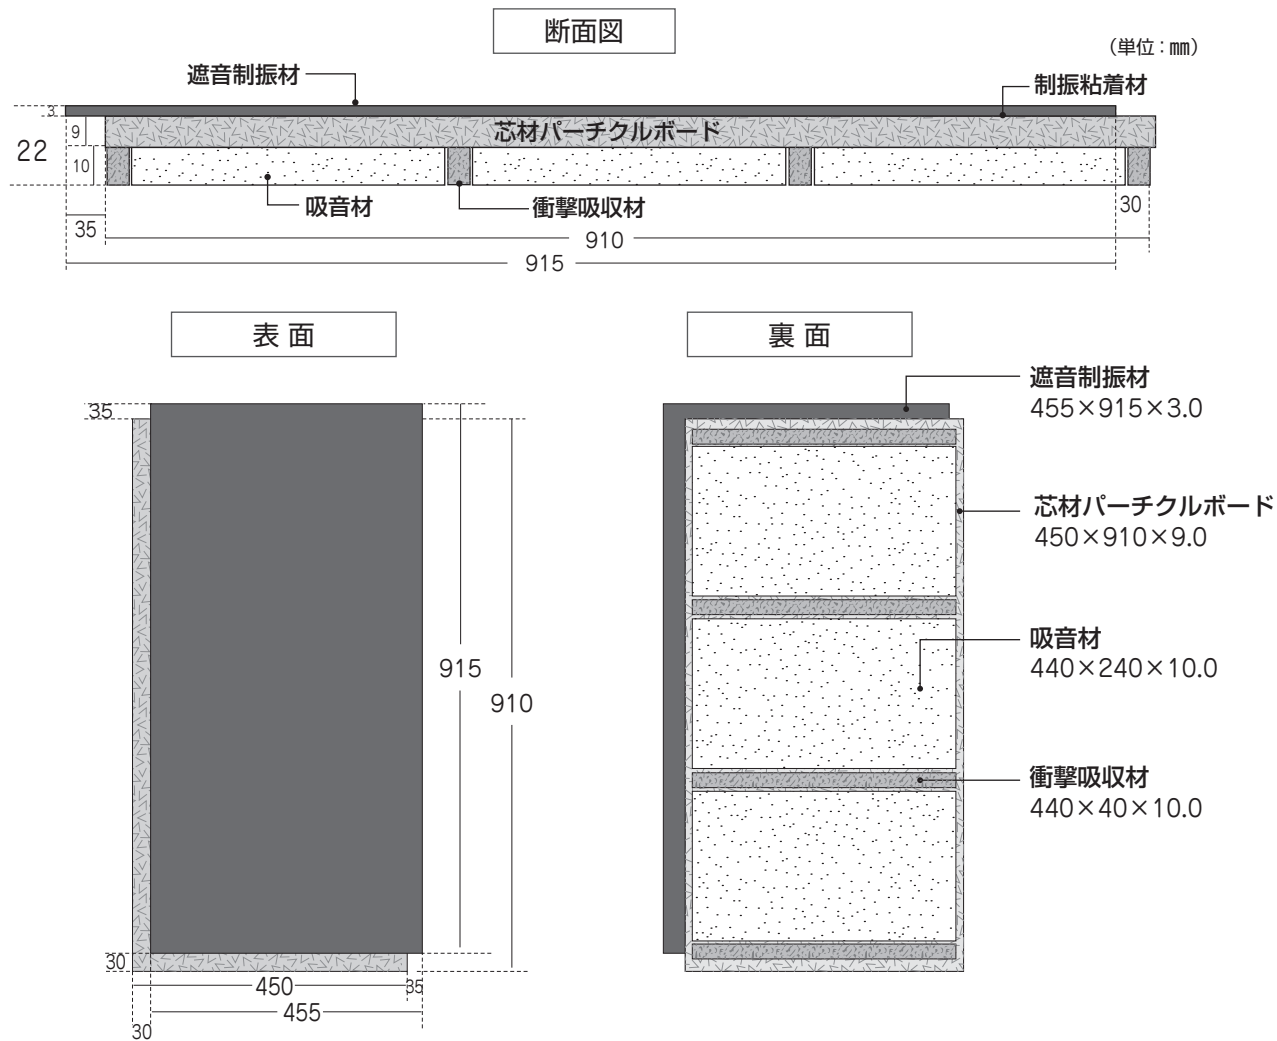 断面図
（単位：㎜）
遮音制振材
制振粘着材
3
9
芯材パーチクルボード
22
10
吸音材
衝撃吸収材
30
35
910
915
表 面
裏 面
遮音制振材
455×915×3.0
35
芯材パーチクルボード
450×910×9.0
吸音材
440×240×10.0
915
910
衝撃吸収材
440×40×10.0
30
450
35
455
30